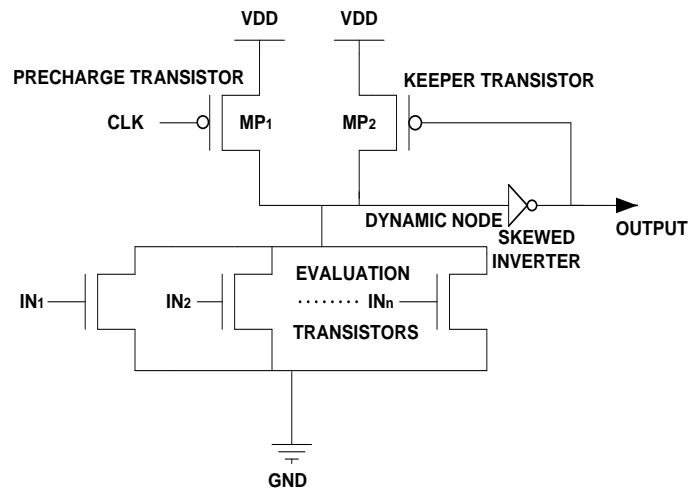 VDD VDD
PRECHARGE TRANSISTOR KEEPER TRANSISTOR
CLK MP1 MP2
DYNAMIC NODE
SKEWED
INVERTER
OUTPUT
IN1 IN2 EVALUATION
........ INn
TRANSISTORS
GND